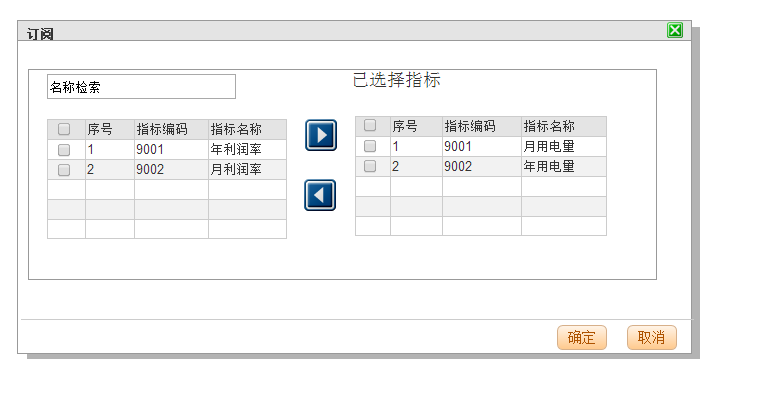 订阅
名称检索
已选择指标
序号 指标编码 指标名称
1 9001 年利润率
2 9002 月利润率
序号 指标编码 指标名称
1 9001 月用电量
2 9002 年用电量
确定 取消